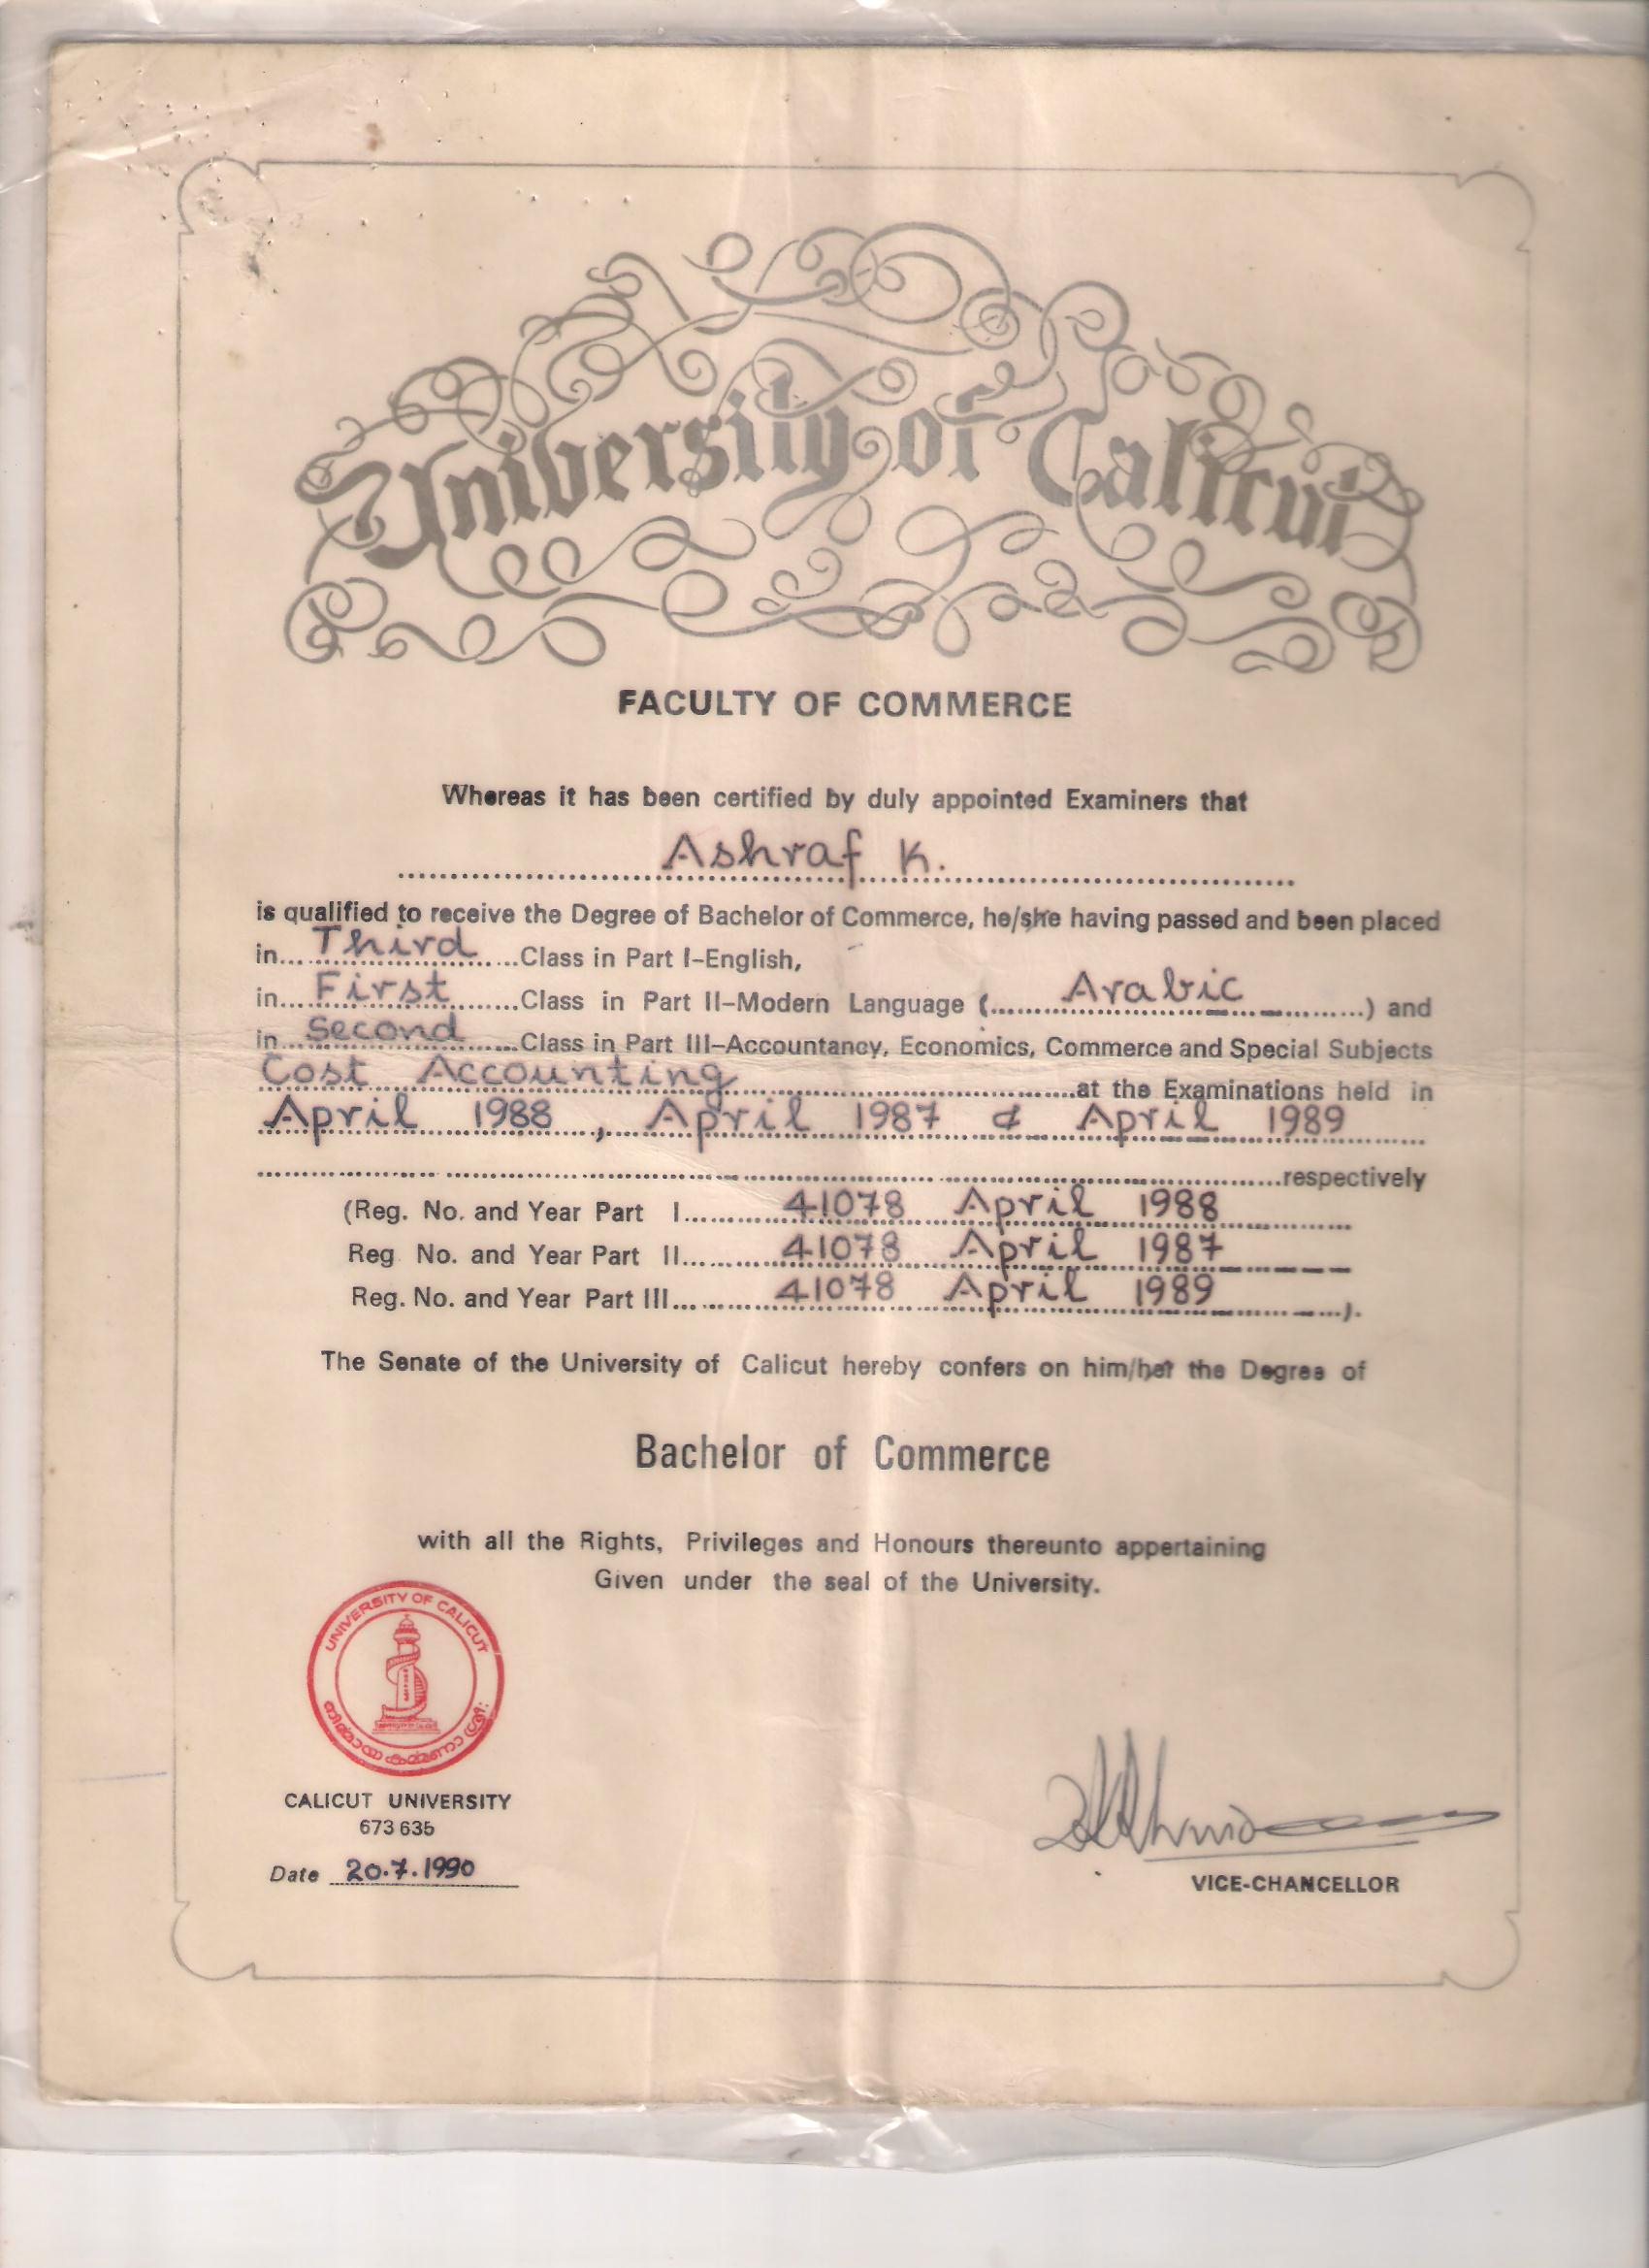 University of Calicut
FACULTY OF COMMERCE
Whereas it has been certified by duly appointed Examiners that
Ashraf K.
is qualified to receive the Degree of Bachelor of Commerce, he/she having passed and been placed
in Third Class in Part I-English,
in First Class in Part II-Modern Language (Arabic) and
in Second Class in Part III-Accountancy, Economics, Commerce and Special Subjects
Cost Accounting at the Examinations held in
April 1988, April 1987 & April 1989
respectively
(Reg. No. and Year Part I 41078 April 1988
Reg No. and Year Part II 41078 April 1987
Reg. No. and Year Part III 41078 April 1989).
The Senate of the University of Calicut hereby confers on him/her the Degree of
Bachelor of Commerce
with all the Rights, Privileges and Honours thereunto appertaining
Given under the seal of the University.
UNIVERSITY OF CALICUT
CALICUT UNIVERSITY
673 635
Date 20.7.1990
VICE-CHANCELLOR